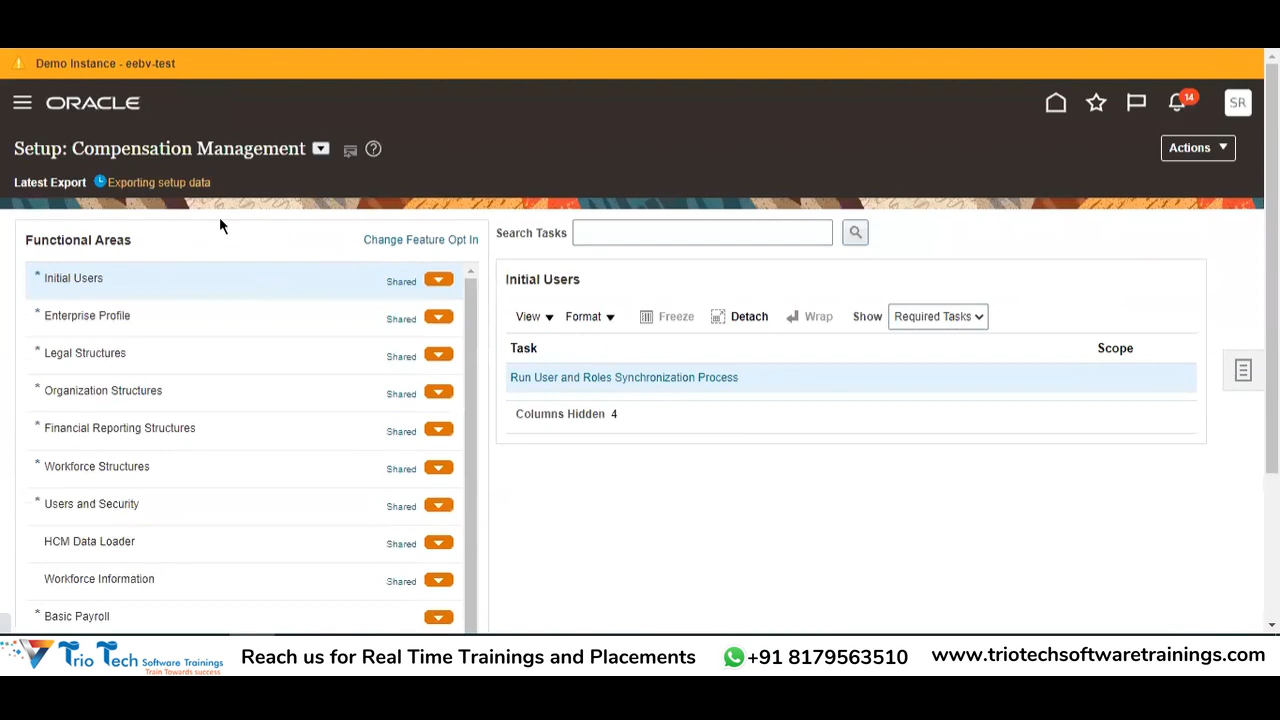 Demo Instance - eebv-test
ORACLE
14
SR
Setup: Compensation Management
Actions
Latest Export Exporting setup data
Functional Areas
Change Feature Opt In
* Initial Users Shared
* Enterprise Profile Shared
* Legal Structures Shared
* Organization Structures Shared
* Financial Reporting Structures Shared
* Workforce Structures Shared
* Users and Security Shared
HCM Data Loader Shared
Workforce Information Shared
* Basic Payroll
Search Tasks
Initial Users
View Format Freeze Detach Wrap Show Required Tasks
Task Scope
Run User and Roles Synchronization Process
Columns Hidden 4
Trio Tech Software Trainings
Train Towards success
Reach us for Real Time Trainings and Placements
+91 8179563510
www.triotechsoftwaretrainings.com